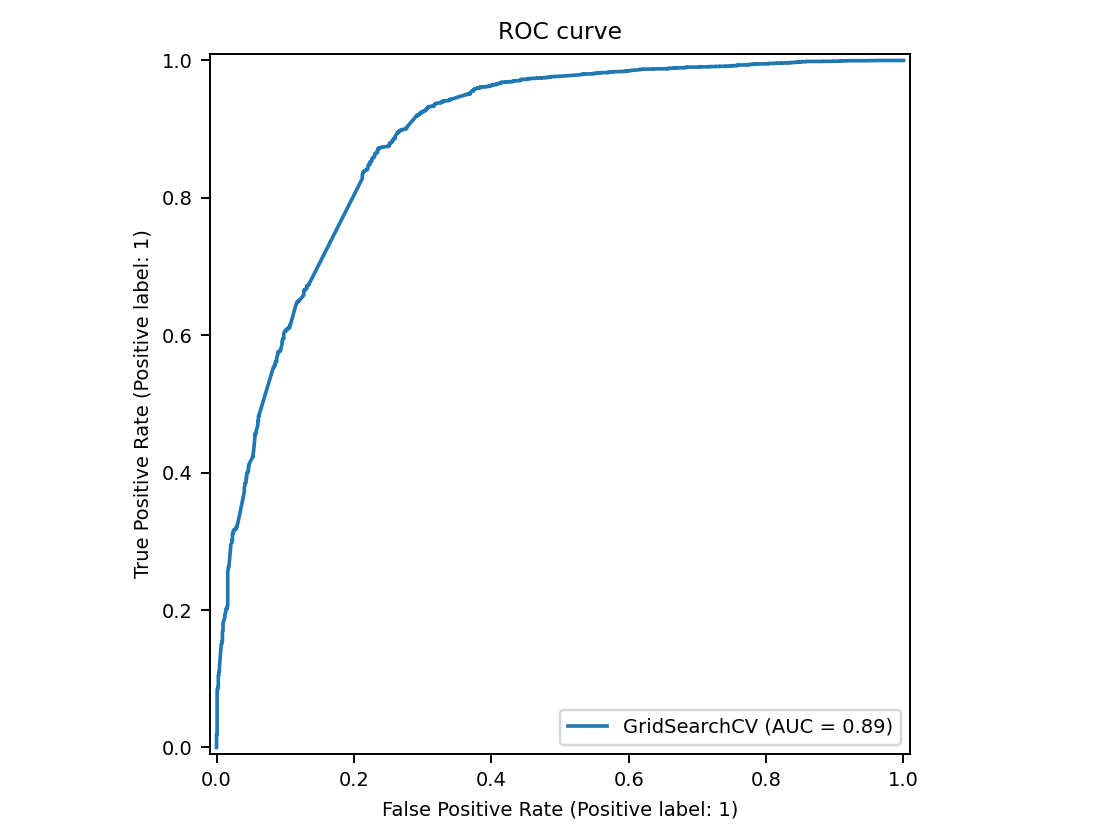 ROC curve
True Positive Rate (Positive label: 1)
1.0
0.8
0.6
0.4
0.2
0.0
GridSearchCV (AUC = 0.89)
0.0 0.2 0.4 0.6 0.8 1.0
False Positive Rate (Positive label: 1)